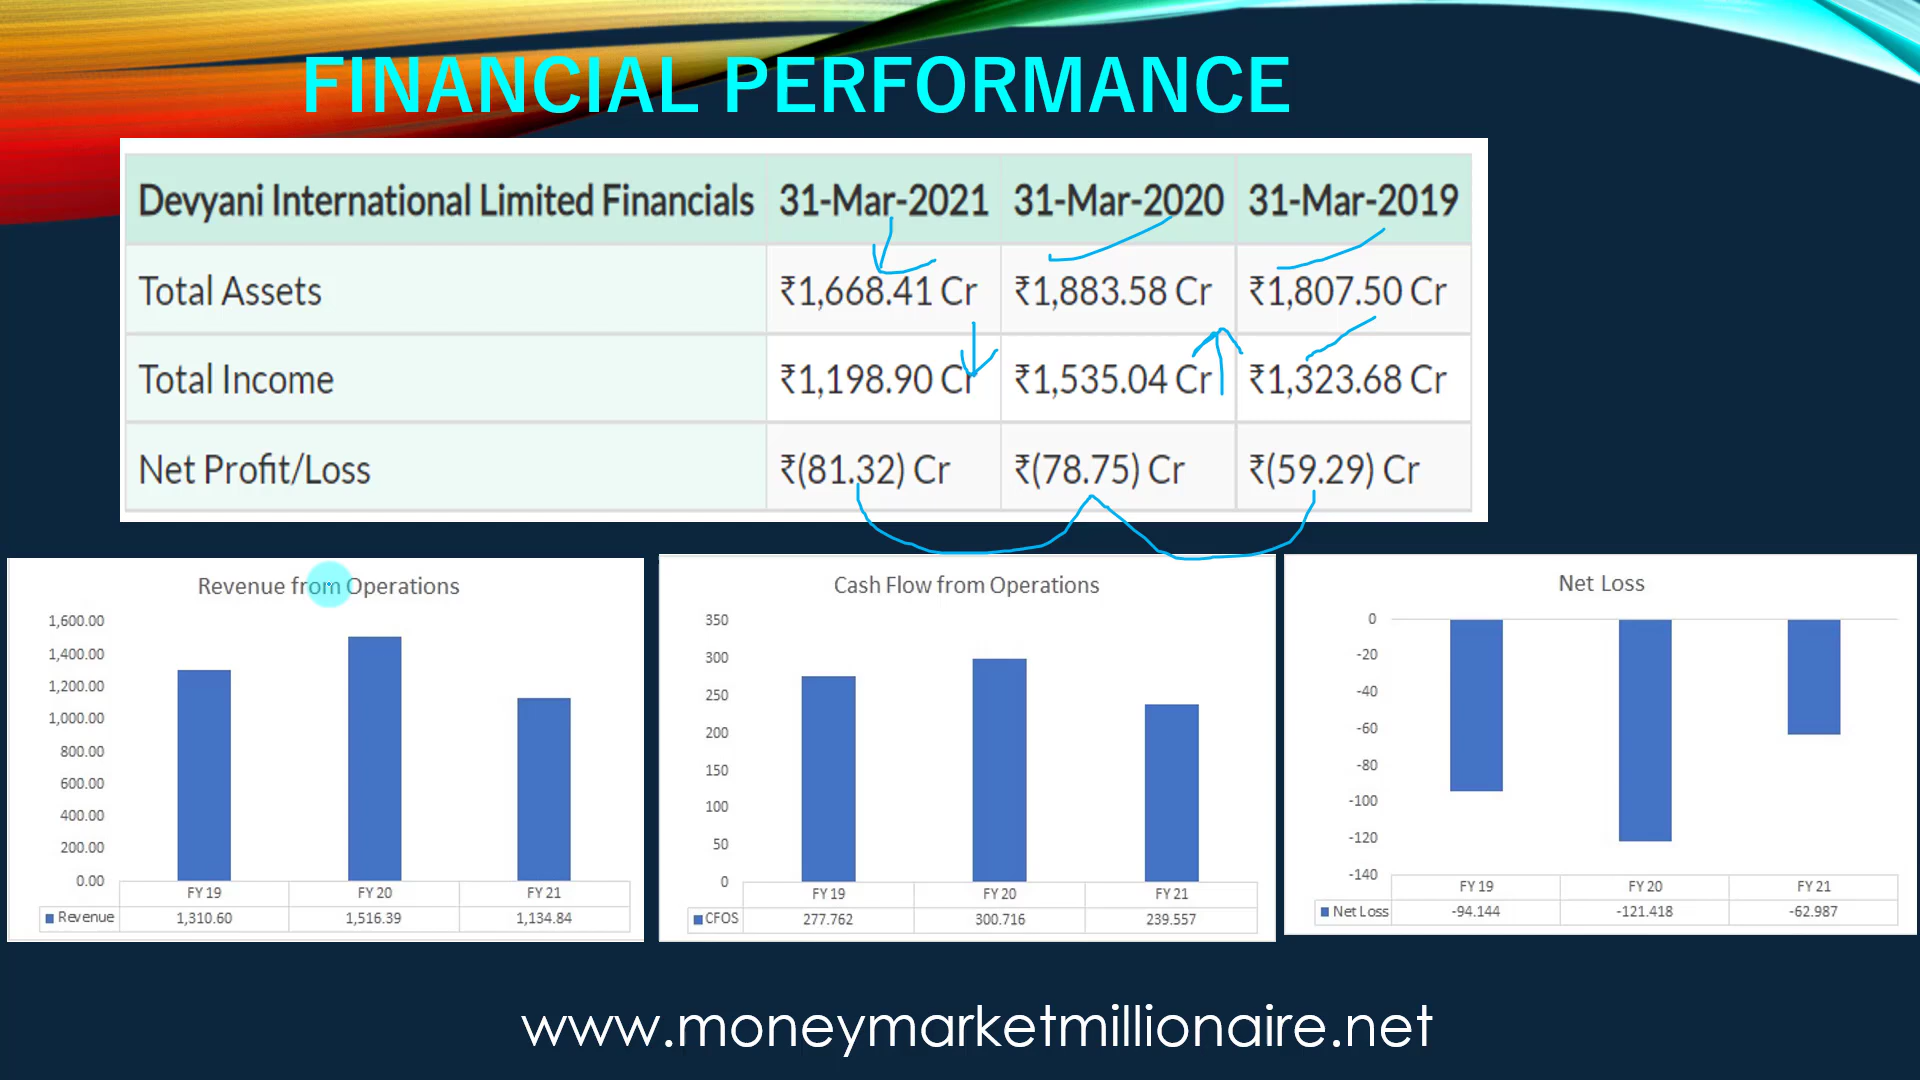 FINANCIAL PERFORMANCE
Devyani International Limited Financials 31-Mar-2021 31-Mar-2020 31-Mar-2019
Total Assets ₹1,668.41 Cr ₹1,883.58 Cr ₹1,807.50 Cr
Total Income ₹1,198.90 Cr ₹1,535.04 Cr ₹1,323.68 Cr
Net Profit/Loss ₹(81.32) Cr ₹(78.75) Cr ₹(59.29) Cr
Revenue from Operations
1,600.00
1,400.00
1,200.00
1,000.00
800.00
600.00
400.00
200.00
0.00
FY 19 FY 20 FY 21
Revenue 1,310.60 1,516.39 1,134.84
Cash Flow from Operations
350
300
250
200
150
100
50
0
FY 19 FY 20 FY 21
CFOS 277.762 300.716 239.557
Net Loss
0
-20
-40
-60
-80
-100
-120
-140
FY 19 FY 20 FY 21
Net Loss -94.144 -121.418 -62.987
www.moneymarketmillionaire.net